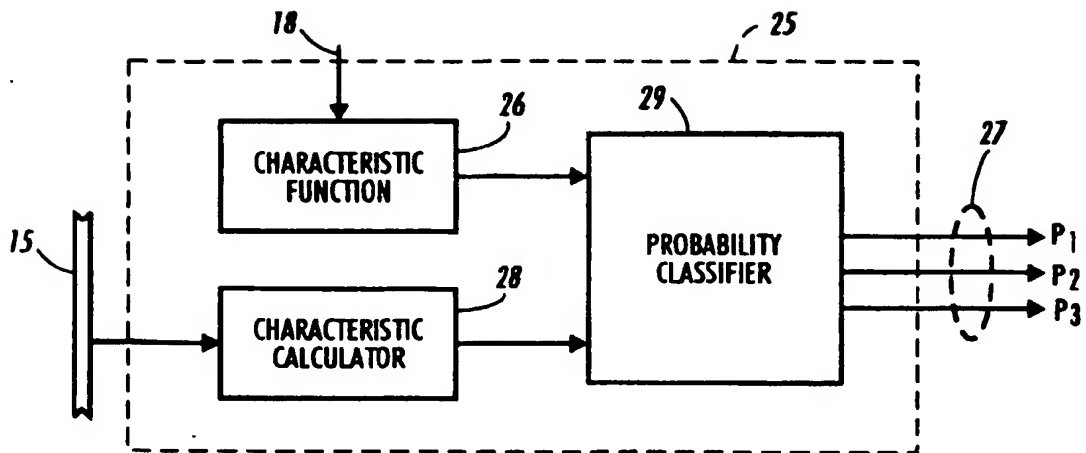 18
25
26
29
CHARACTERISTIC
FUNCTION
27
15
PROBABILITY
CLASSIFIER
P1
P2
P3
28
CHARACTERISTIC
CALCULATOR